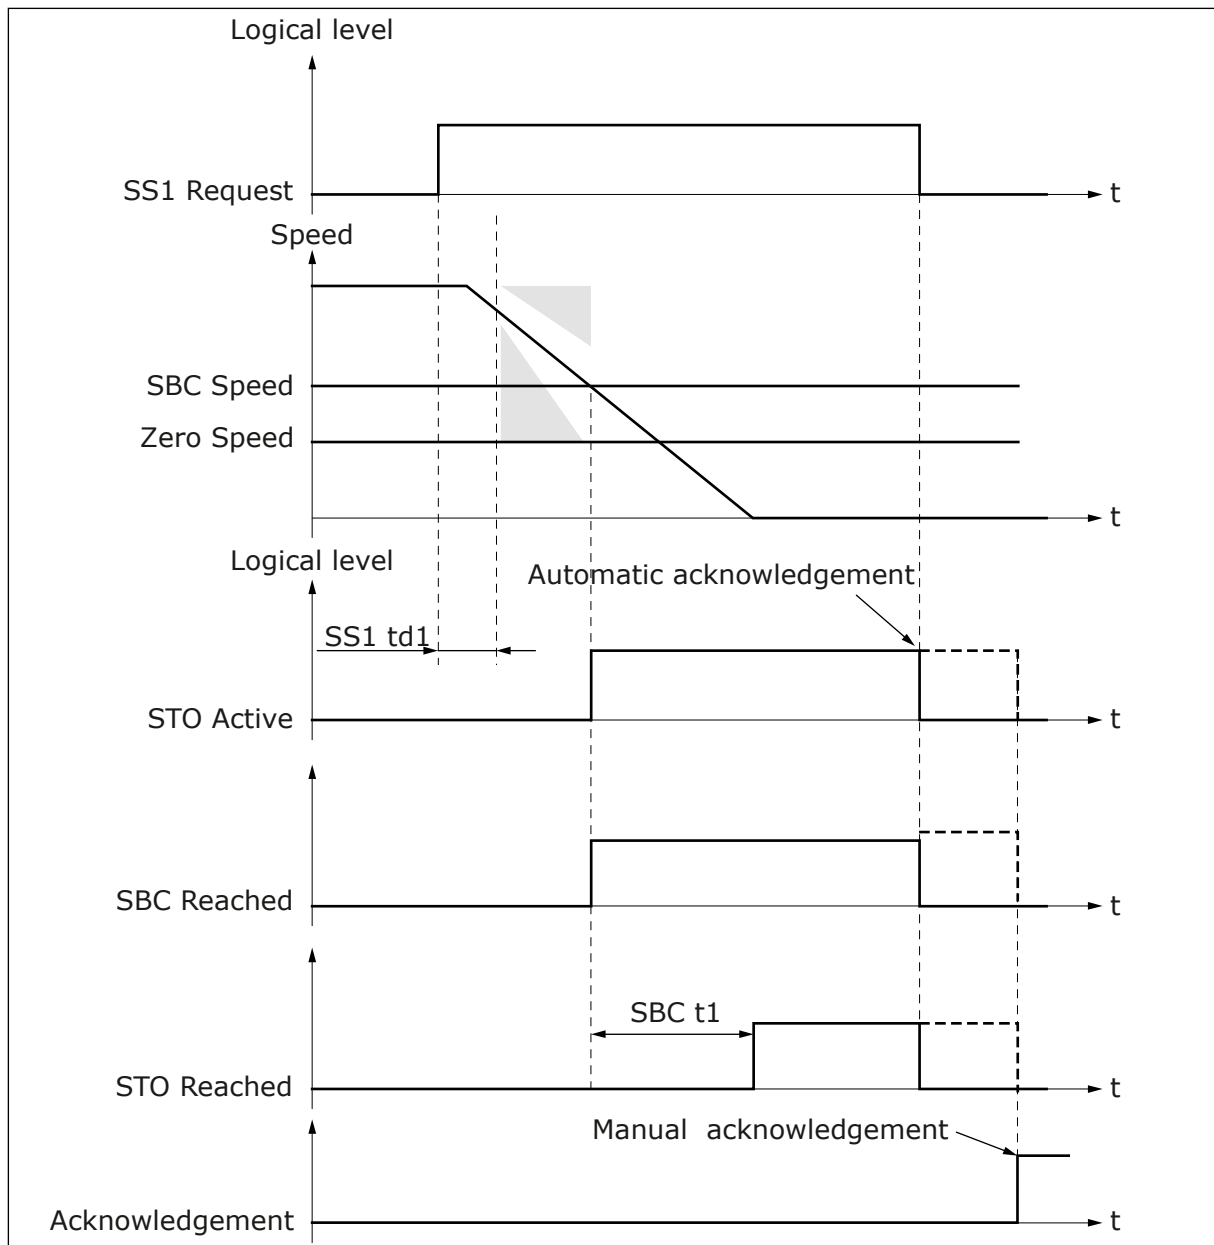 Logical level
SS1 Request
t
Speed
SBC Speed
Zero Speed
t
Logical level
Automatic acknowledgement
SS1 td1
STO Active
t
SBC Reached
t
SBC t1
STO Reached
t
Manual acknowledgement
Acknowledgement
t